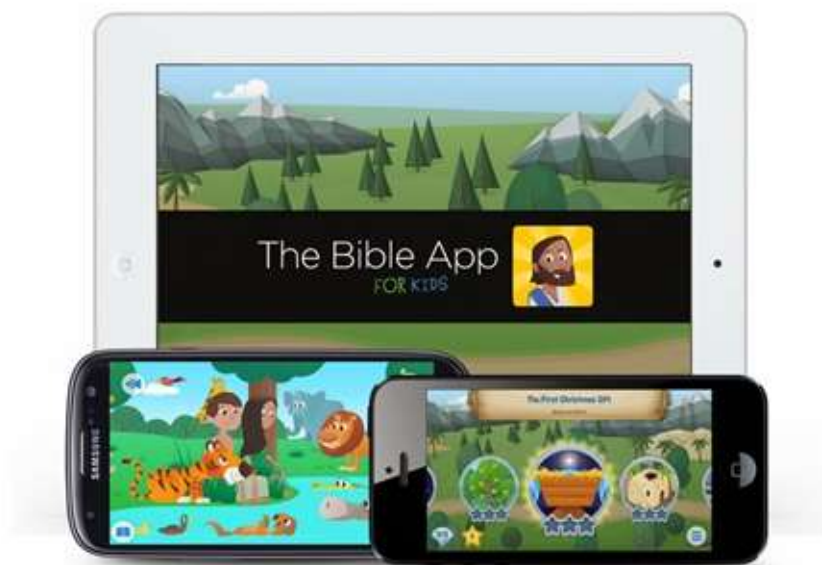 The Bible App
FOR KIDS
SAMSUNG
The First Christmas Gift